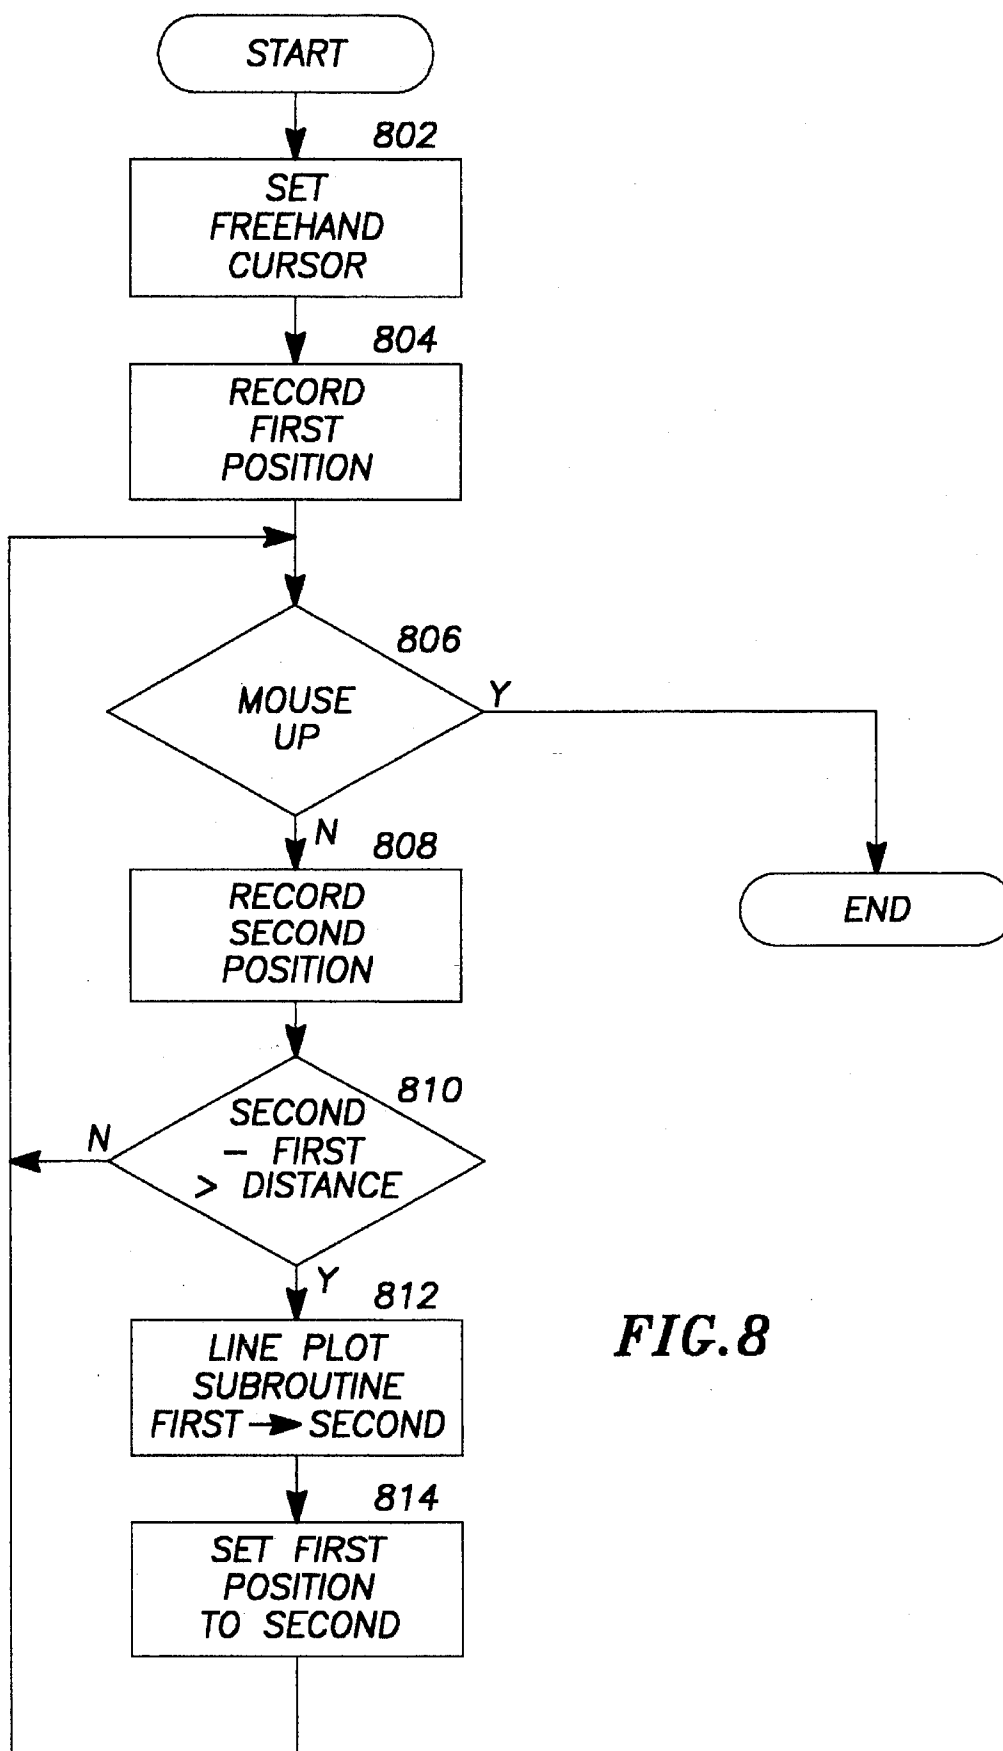 START
802
SET
FREEHAND
CURSOR
804
RECORD
FIRST
POSITION
806
MOUSE
UP
Y
N
808
RECORD
SECOND
POSITION
END
810
SECOND
- FIRST
> DISTANCE
N
Y
812
LINE PLOT
SUBROUTINE
FIRST → SECOND
FIG.8
814
SET FIRST
POSITION
TO SECOND